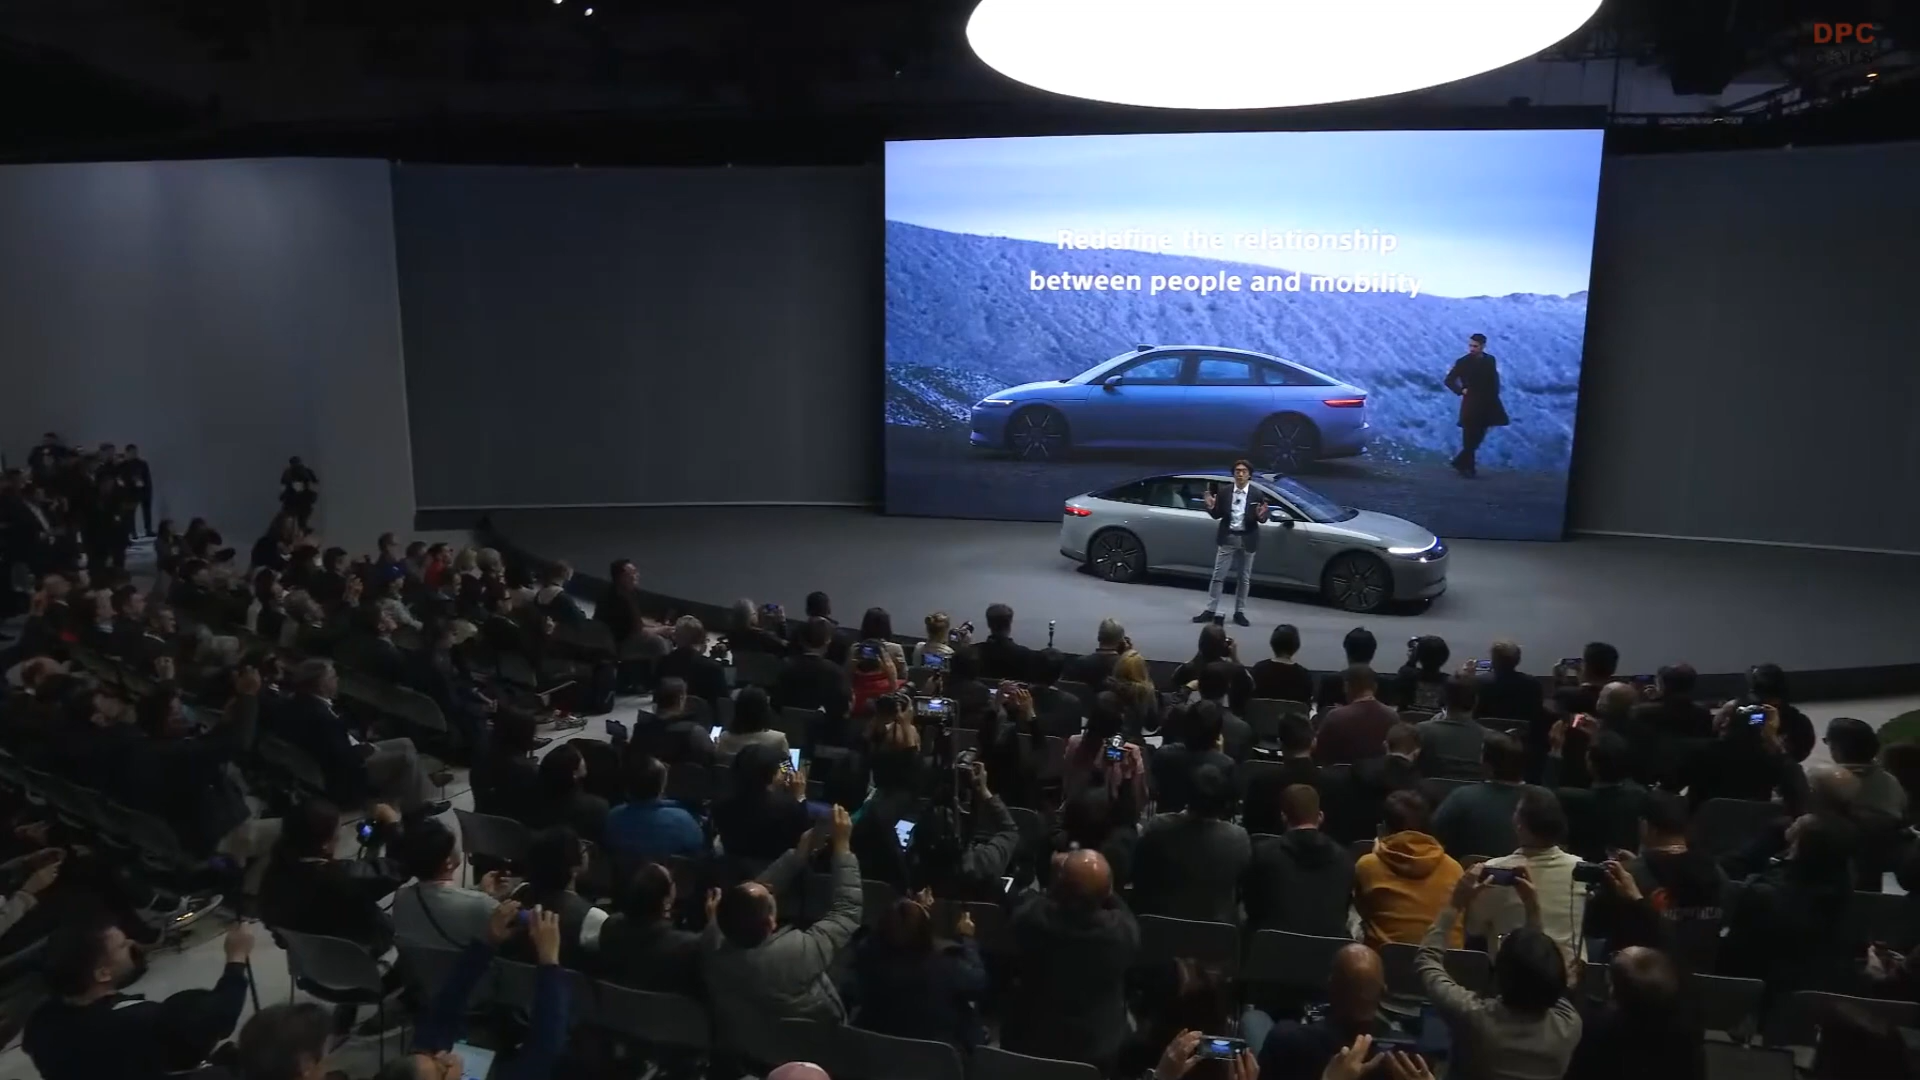 DPC
Redefine the relationship
between people and mobility